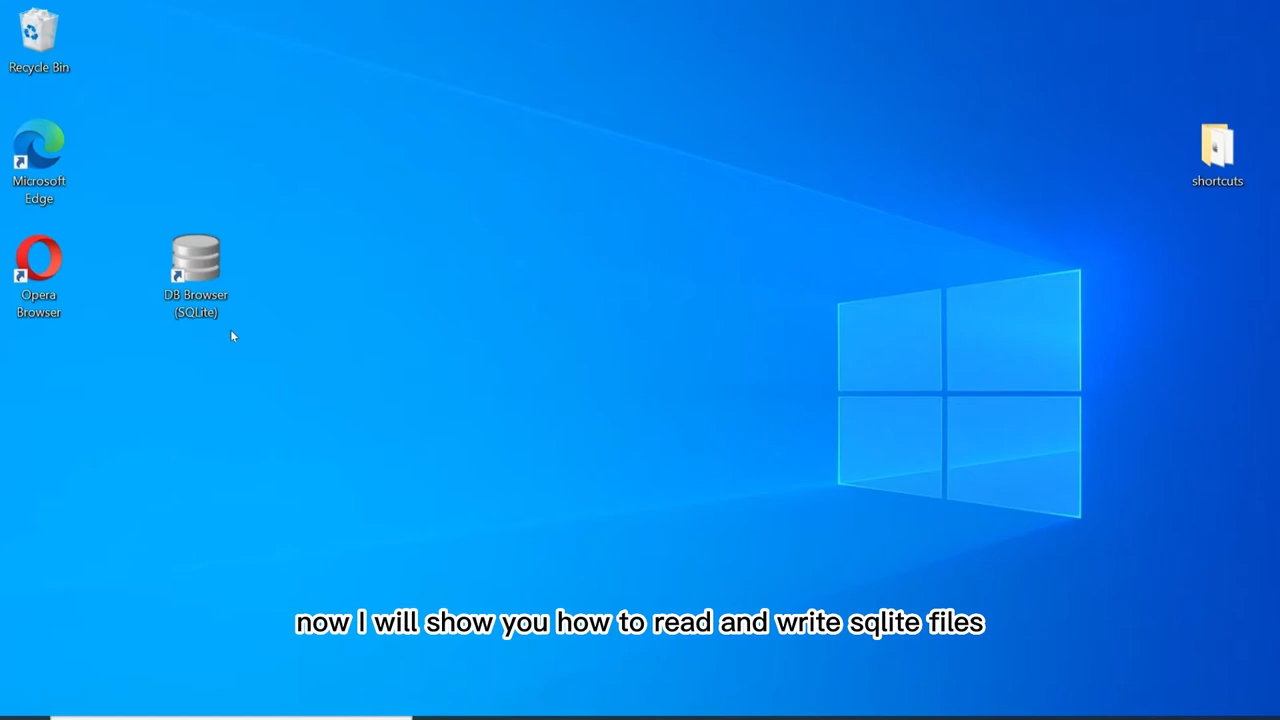 Recycle Bin
Microsoft
Edge
Opera
Browser
DB Browser
(SQLite)
shortcuts
now I will show you how to read and write sqlite files